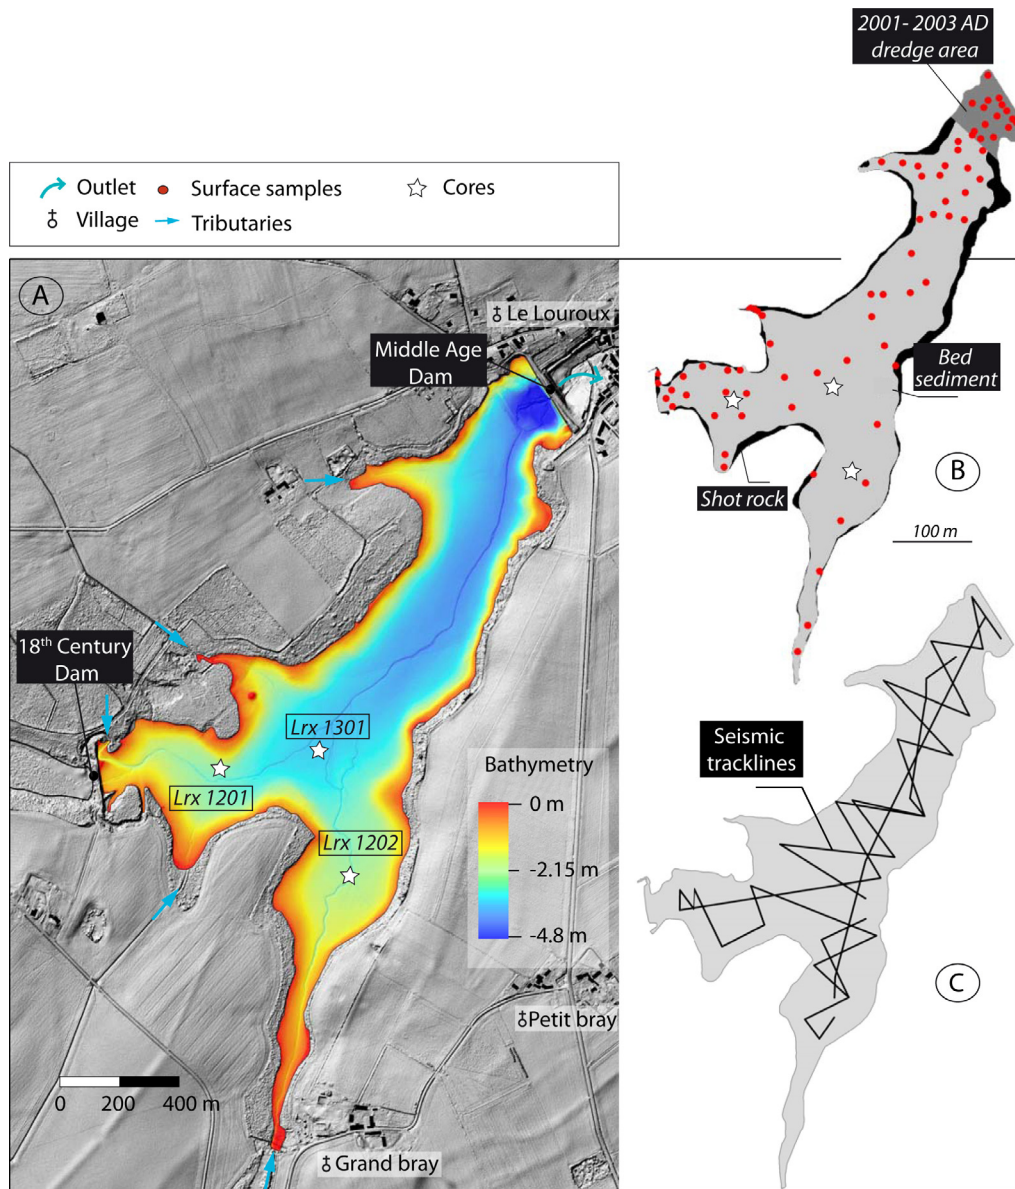 2001- 2003 AD
dredge area
Outlet
Surface samples
Cores
Village
Tributaries
A
Le Louroux
Middle Age
Dam
18th Century
Dam
Lrx 1301
Lrx 1201
Lrx 1202
Bathymetry
0 m
-2.15 m
-4.8 m
Petit bray
Grand bray
0 200 400 m
Bed
sediment
Shot rock
B
100 m
Seismic
tracklines
C